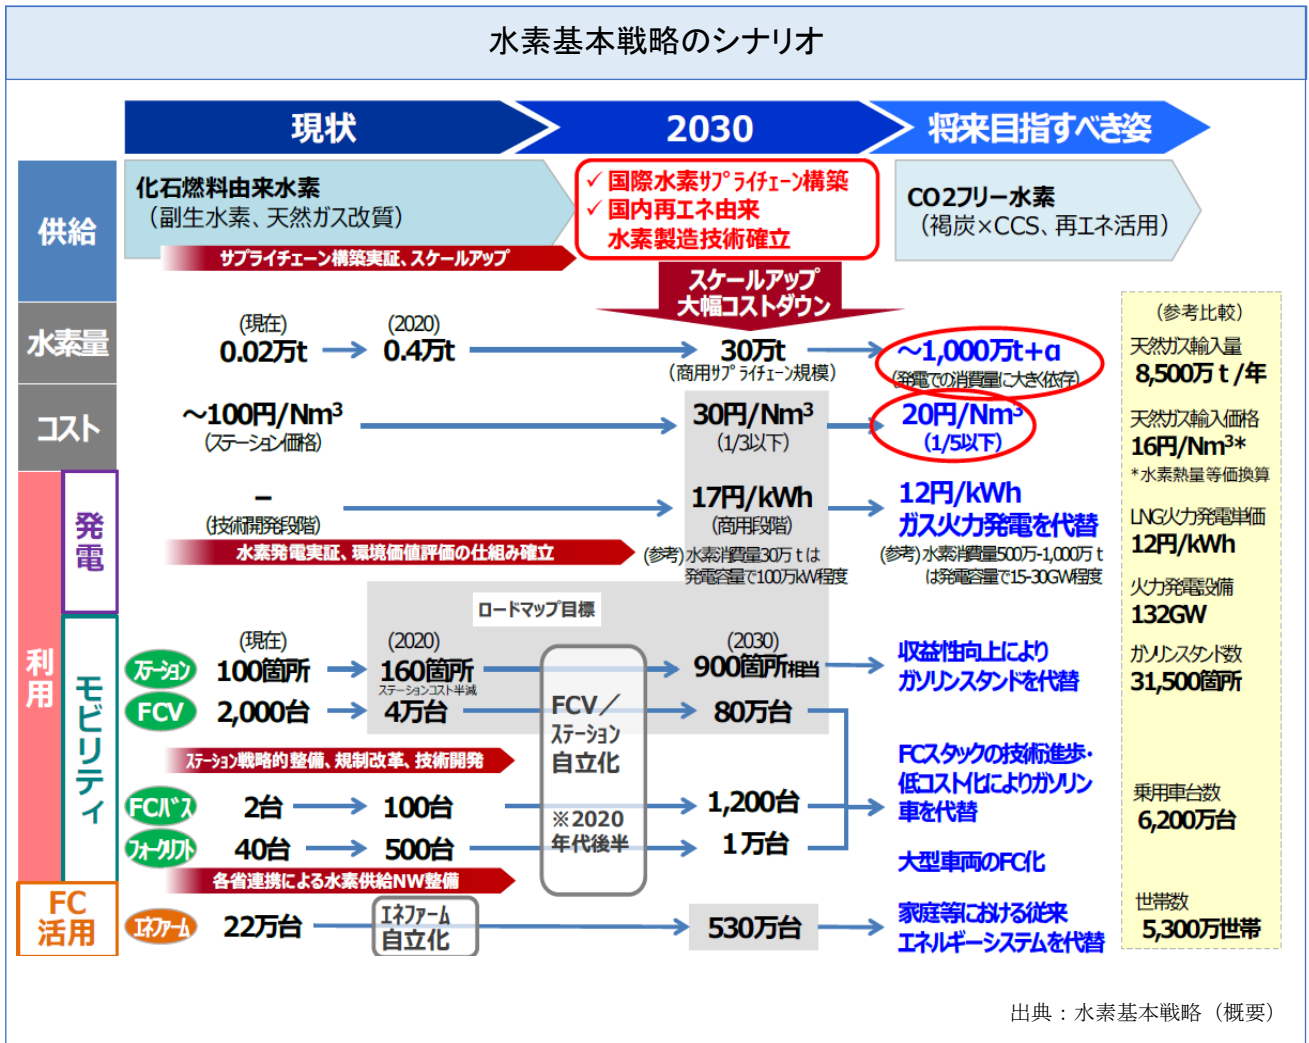 水素基本戦略のシナリオ
現状
2030
将来目指すべき姿
供給
化石燃料由来水素
（副生水素、天然ガス改質）
✓ 国際水素サプライチェーン構築
✓ 国内再エネ由来
水素製造技術確立
CO2フリー水素
（褐炭×CCS、再エネ活用）
サプライチェーン構築実証、スケールアップ
スケールアップ
大幅コストダウン
水素量
(現在)
0.02万t
(2020)
0.4万t
30万t
(商用サプライチェーン規模)
～1,000万t+α
(発電での消費量に大きく依存)
コスト
～100円/Nm3
(ステーション価格)
30円/Nm3
(1/3以下)
20円/Nm3
(1/5以下)
利用
発電
－
(技術開発段階)
17円/kWh
(商用段階)
12円/kWh
ガス火力発電を代替
水素発電実証、環境価値評価の仕組み確立
(参考) 水素消費量30万ｔは
発電容量で100万kW程度
(参考) 水素消費量500万-1,000万ｔ
は発電容量で15-30GW程度
モビリティ
ロードマップ目標
(現在)
(2020)
(2030)
ステーション
100箇所
160箇所
ステーションコスト半減
900箇所相当
収益性向上により
ガソリンスタンドを代替
FCV
2,000台
4万台
80万台
FCV／
ステーション
自立化
※2020
年代後半
ステーション戦略的整備、規制改革、技術開発
FCスタックの技術進歩・
低コスト化によりガソリン
車を代替
FCバス
2台
100台
1,200台
フォークリフト
40台
500台
1万台
大型車両のFC化
各省連携による水素供給NW整備
FC
活用
エネファーム
22万台
エネファーム
自立化
530万台
家庭等における従来
エネルギーシステムを代替
（参考比較）
天然ガス輸入量
8,500万ｔ/年
天然ガス輸入価格
16円/Nm3*
*水素熱量等価換算
LNG火力発電単価
12円/kWh
火力発電設備
132GW
ガソリンスタンド数
31,500箇所
乗用車台数
6,200万台
世帯数
5,300万世帯
出典：水素基本戦略（概要）